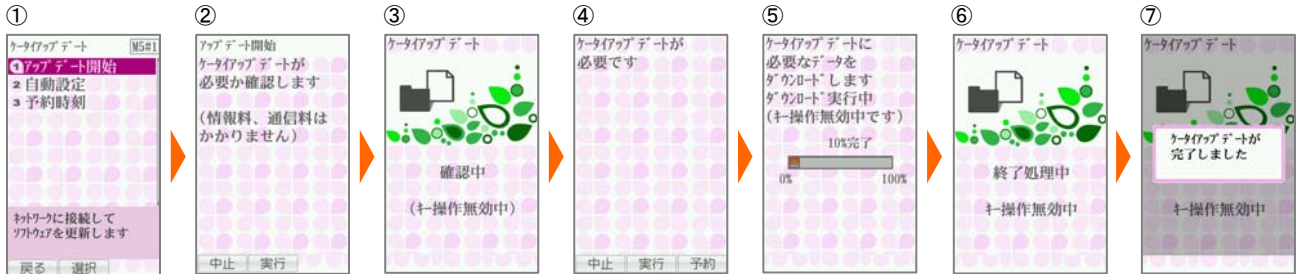 ①
ｹｰﾀｲｱｯﾌﾟﾃﾞｰﾄ M5#1
1 ｱｯﾌﾟﾃﾞｰﾄ開始
2 自動設定
3 予約時刻
ﾈｯﾄﾜｰｸに接続して
ｿﾌﾄｳｪｱを更新します
戻る 選択
②
ｱｯﾌﾟﾃﾞｰﾄ開始
ｹｰﾀｲｱｯﾌﾟﾃﾞｰﾄが
必要か確認します
(情報料、通信料は
かかりません)
中止 実行
③
ｹｰﾀｲｱｯﾌﾟﾃﾞｰﾄ
確認中
(ｷｰ操作無効中)
④
ｹｰﾀｲｱｯﾌﾟﾃﾞｰﾄが
必要です
中止 実行 予約
⑤
ｹｰﾀｲｱｯﾌﾟﾃﾞｰﾄに
必要なﾃﾞｰﾀを
ﾀﾞｳﾝﾛｰﾄﾞします
ﾀﾞｳﾝﾛｰﾄﾞ実行中
(ｷｰ操作無効中です)
10%完了
0% 100%
⑥
ｹｰﾀｲｱｯﾌﾟﾃﾞｰﾄ
終了処理中
ｷｰ操作無効中
⑦
ｹｰﾀｲｱｯﾌﾟﾃﾞｰﾄ
ｹｰﾀｲｱｯﾌﾟﾃﾞｰﾄが
完了しました
ｷｰ操作無効中